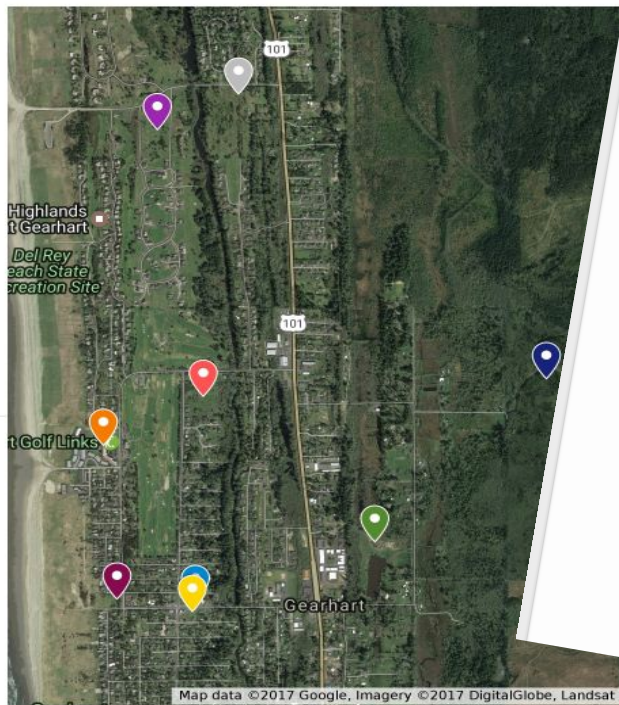 101
Highlands
t Gearhart
Del Rey
each State
creation Site
101
t Golf Links
Gearhart
Map data ©2017 Google, Imagery ©2017 DigitalGlobe, Landsat